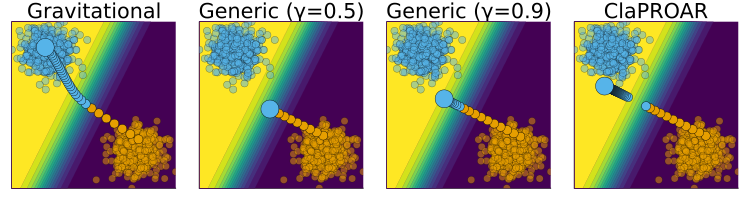 Gravitational
Generic (γ=0.5)
Generic (γ=0.9)
ClaPROAR